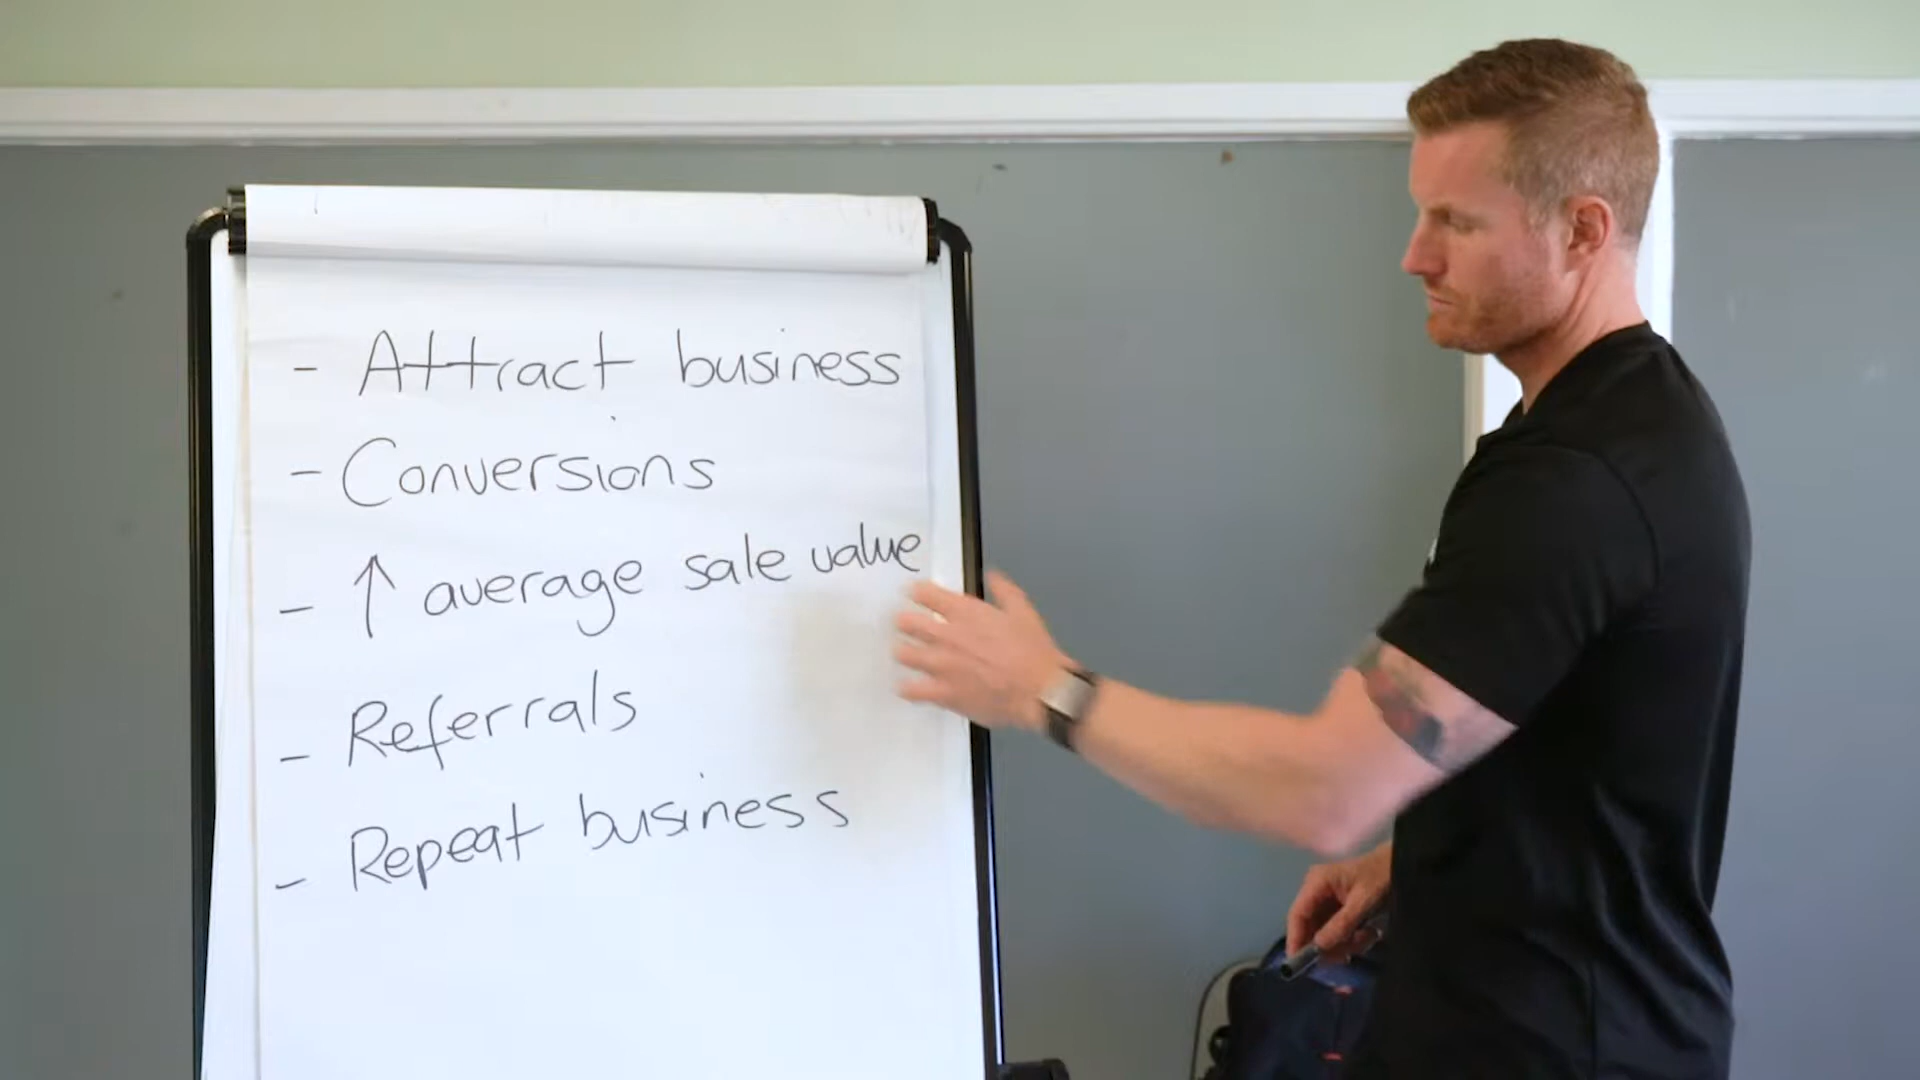 - Attract business
- Conversions
- ↑ average sale value
- Referrals
- Repeat business